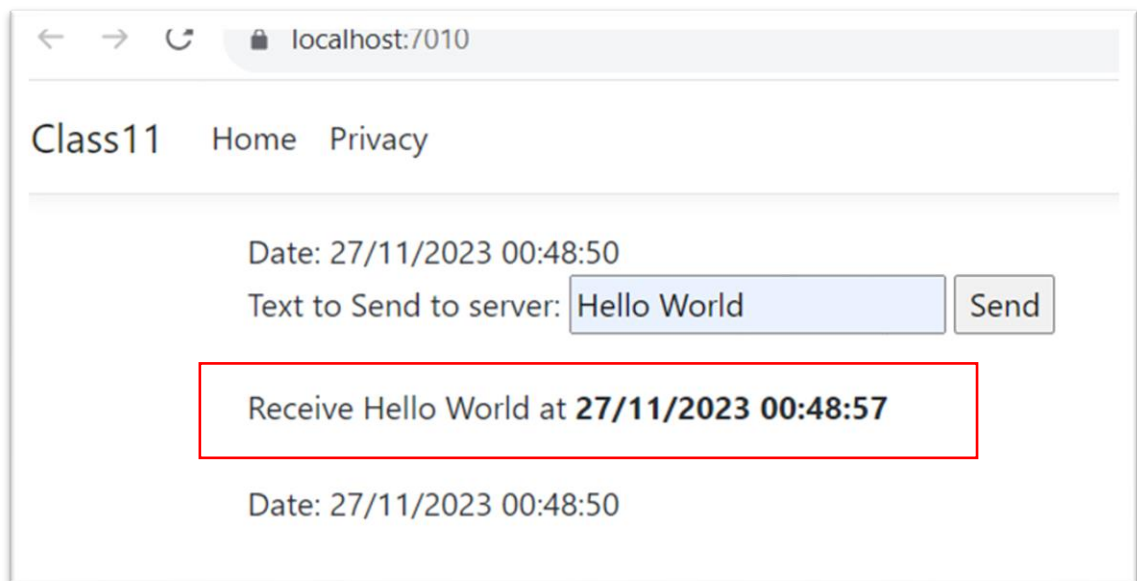 localhost:7010
Class11 Home Privacy
Date: 27/11/2023 00:48:50
Text to Send to server: Hello World Send
Receive Hello World at 27/11/2023 00:48:57
Date: 27/11/2023 00:48:50